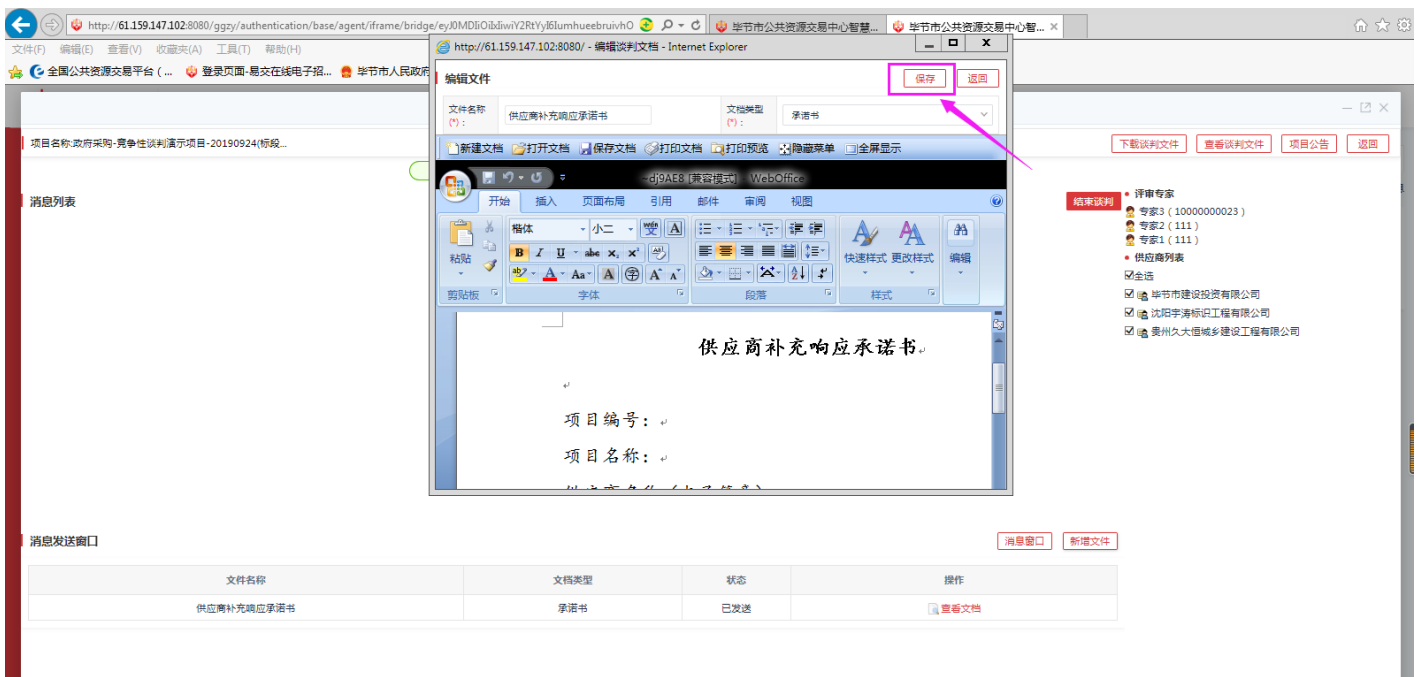 http://61.159.147.102:8080/ggzy/authentication/base/agent/iframe/bridge/
毕节市公共资源交易中心智慧...
毕节市公共资源交易中心智...
文件(F) 编辑(E) 查看(V) 收藏夹(A) 工具(T) 帮助(H)
全国公共资源交易平台 ( ...
登录页面-易交在线电子招...
毕节市人民政府
http://61.159.147.102:8080/ - 编辑谈判文档 - Internet Explorer
编辑文件
保存
返回
文件名称(*)：
供应商补充响应承诺书
文档类型(*)：
承诺书
新建文档 打开文档 保存文档 打印文档 打印预览 隐藏菜单 全屏显示
~dj9AE8 [兼容模式] - WebOffice
开始 插入 页面布局 引用 邮件 审阅 视图
楷体 小二
粘贴
快速样式 更改样式 编辑
剪贴板 字体 段落 样式
供应商补充响应承诺书
项目编号：
项目名称：
项目名称:政府采购-竞争性谈判演示项目-20190924(标段...
下载谈判文件 查看谈判文件 项目公告 返回
消息列表
结束谈判
评审专家
专家3 ( 10000000023 )
专家2 ( 111 )
专家1 ( 111 )
供应商列表
全选
毕节市建设投资有限公司
沈阳宇涛标识工程有限公司
贵州久大恒城乡建设工程有限公司
消息发送窗口
消息窗口 新增文件
文件名称 文档类型 状态 操作
供应商补充响应承诺书 承诺书 已发送 查看文档